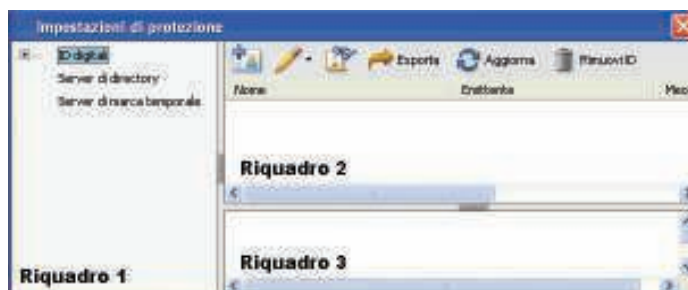 Impostazioni di protezione
ID digitali
Server di directory
Server di marca temporale
Esporta Aggiorna Rimuovi ID
Nome Emittente Mecc
Riquadro 2
Riquadro 3
Riquadro 1